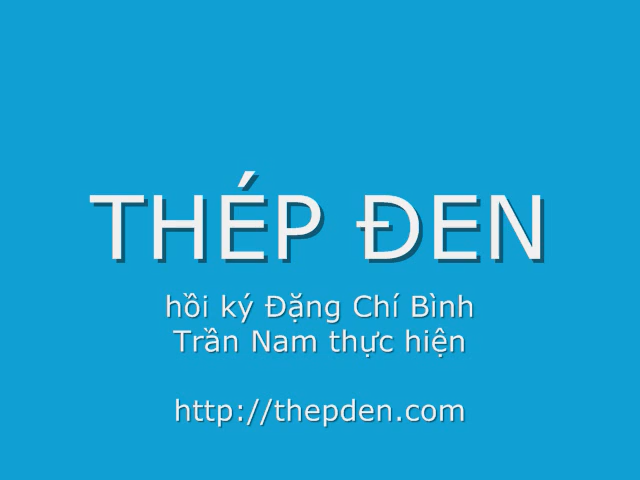 THÉP ĐEN
hồi ký Đặng Chí Bình
Trần Nam thực hiện
http://thepden.com